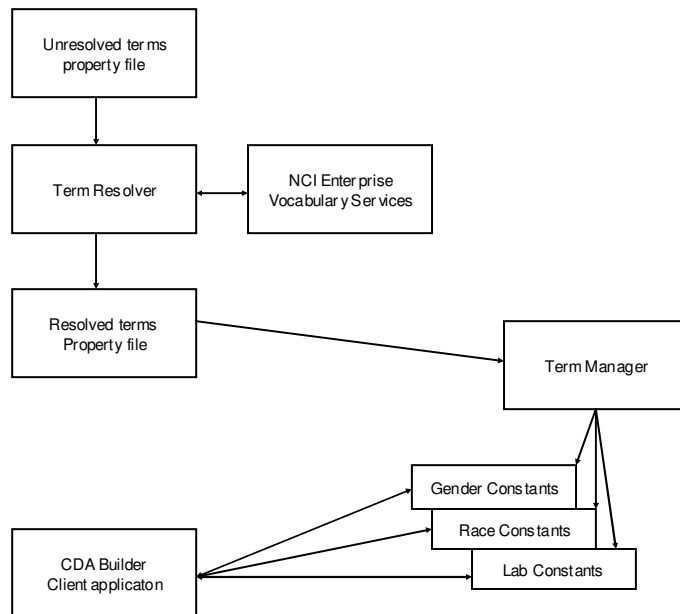 Unresolved terms
property file
Term Resolver
NCI Enterprise
Vocabulary Services
Resolved terms
Property file
Term Manager
Gender Constants
Race Constants
Lab Constants
CDA Builder
Client applicaton